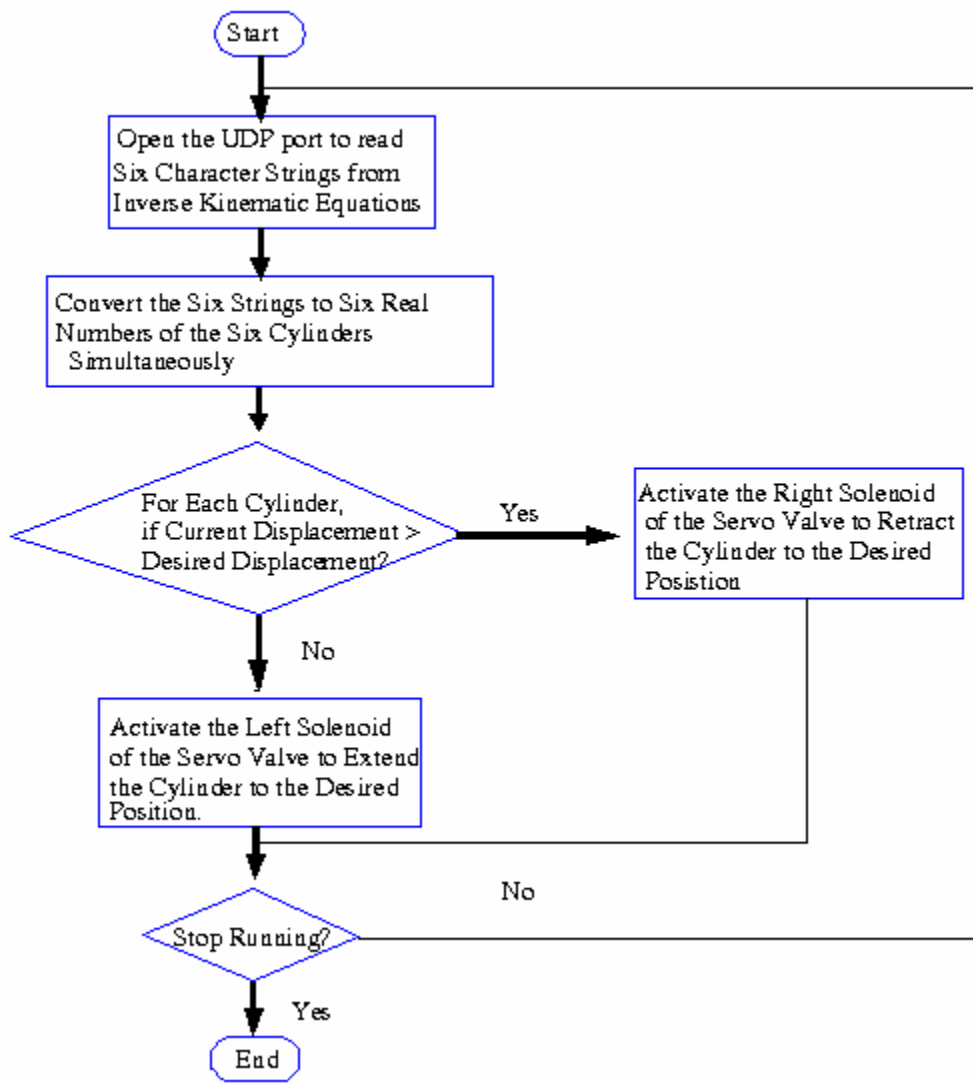 Start
Open the UDP port to read
Six Character Strings from
Inverse Kinematic Equations
Convert the Six Strings to Six Real
Numbers of the Six Cylinders
Simultaneously
For Each Cylinder,
if Current Displacement >
Desired Displacement?
Yes
Activate the Right Solenoid
of the Servo Valve to Retract
the Cylinder to the Desired
Posistion
No
Activate the Left Solenoid
of the Servo Valve to Extend
the Cylinder to the Desired
Position.
No
Stop Running?
Yes
End